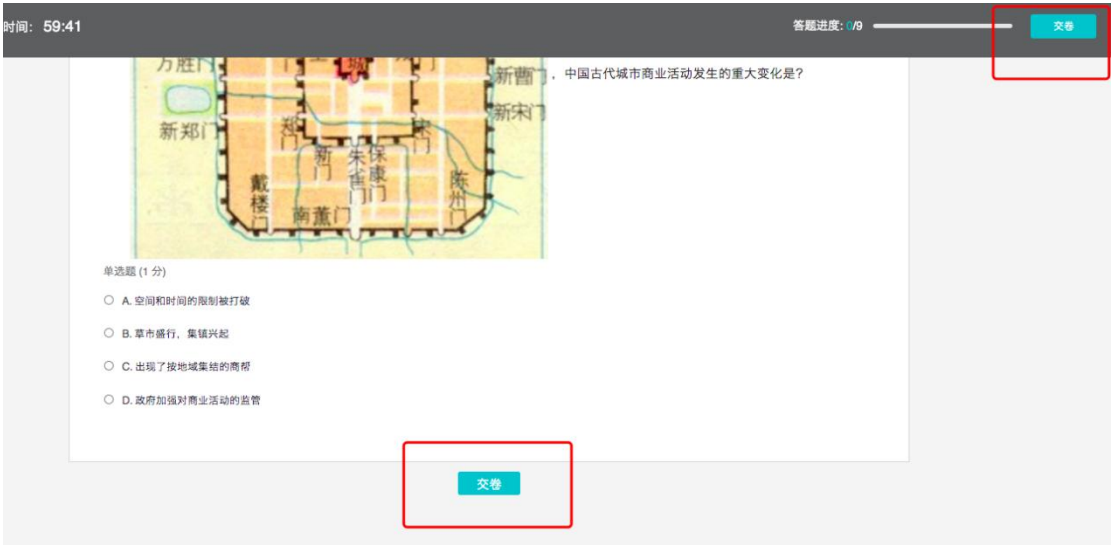 时间: 59:41
答题进度: 0/9
交卷
万胜门
城
新曹门
，中国古代城市商业活动发生的重大变化是?
新郑门
郑门
新门
朱雀门
保康门
宋门
新宋门
戴楼门
南薰门
陈州门
单选题 (1 分)
A. 空间和时间的限制被打破
B. 草市盛行，集镇兴起
C. 出现了按地域集结的商帮
D. 政府加强对商业活动的监管
交卷